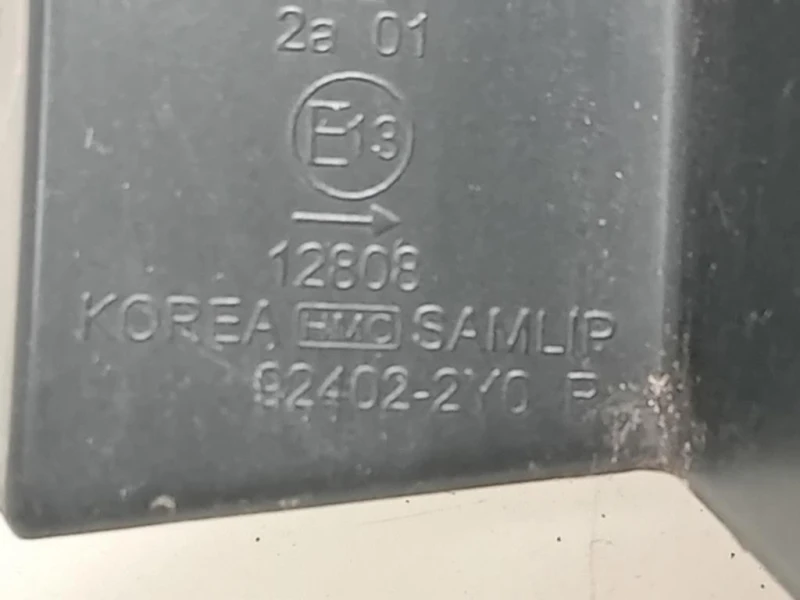 2a 01
E13
12808
KOREA HMC SAMLIP
92402-2Y0 R